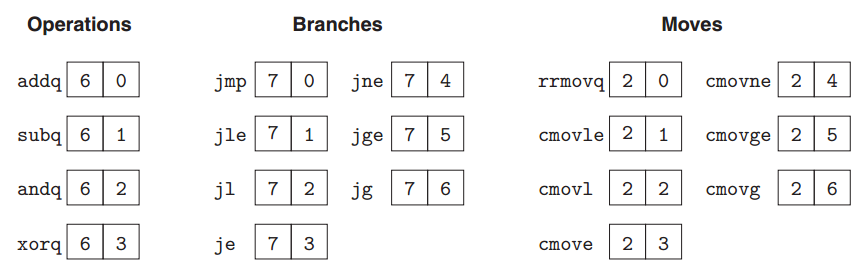 Operations Branches Moves
addq 6 0 jmp 7 0 jne 7 4 rrmovq 2 0 cmovne 2 4
subq 6 1 jle 7 1 jge 7 5 cmovle 2 1 cmovge 2 5
andq 6 2 jl 7 2 jg 7 6 cmovl 2 2 cmovg 2 6
xorq 6 3 je 7 3 cmove 2 3